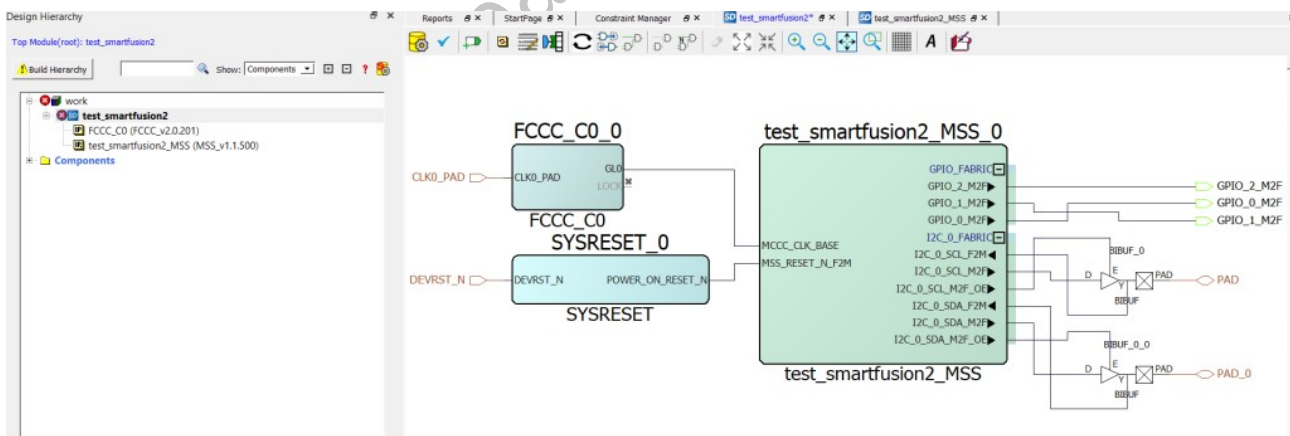 Design Hierarchy
Top Module(root): test_smartfusion2
Build Hierarchy
Show: Components
work
test_smartfusion2
FCCC_C0 (FCCC_v2.0.201)
test_smartfusion2_MSS (MSS_v1.1.500)
Components
Reports
StartPage
Constraint Manager
test_smartfusion2*
test_smartfusion2_MSS
A
FCCC_C0_0
CLK0_PAD
CLK0_PAD
GL0
LOCK
FCCC_C0
SYSRESET_0
DEVRST_N
DEVRST_N
POWER_ON_RESET_N
SYSRESET
test_smartfusion2_MSS_0
MCCC_CLK_BASE
MSS_RESET_N_F2M
GPIO_FABRIC
GPIO_2_M2F
GPIO_1_M2F
GPIO_0_M2F
I2C_0_FABRIC
I2C_0_SCL_F2M
I2C_0_SCL_M2F
I2C_0_SCL_M2F_OE
I2C_0_SDA_F2M
I2C_0_SDA_M2F
I2C_0_SDA_M2F_OE
test_smartfusion2_MSS
GPIO_2_M2F
GPIO_0_M2F
GPIO_1_M2F
BIBUF_0
D
E
Y
PAD
PAD
BIBUF
BIBUF_0_0
D
E
Y
PAD
PAD_0
BIBUF